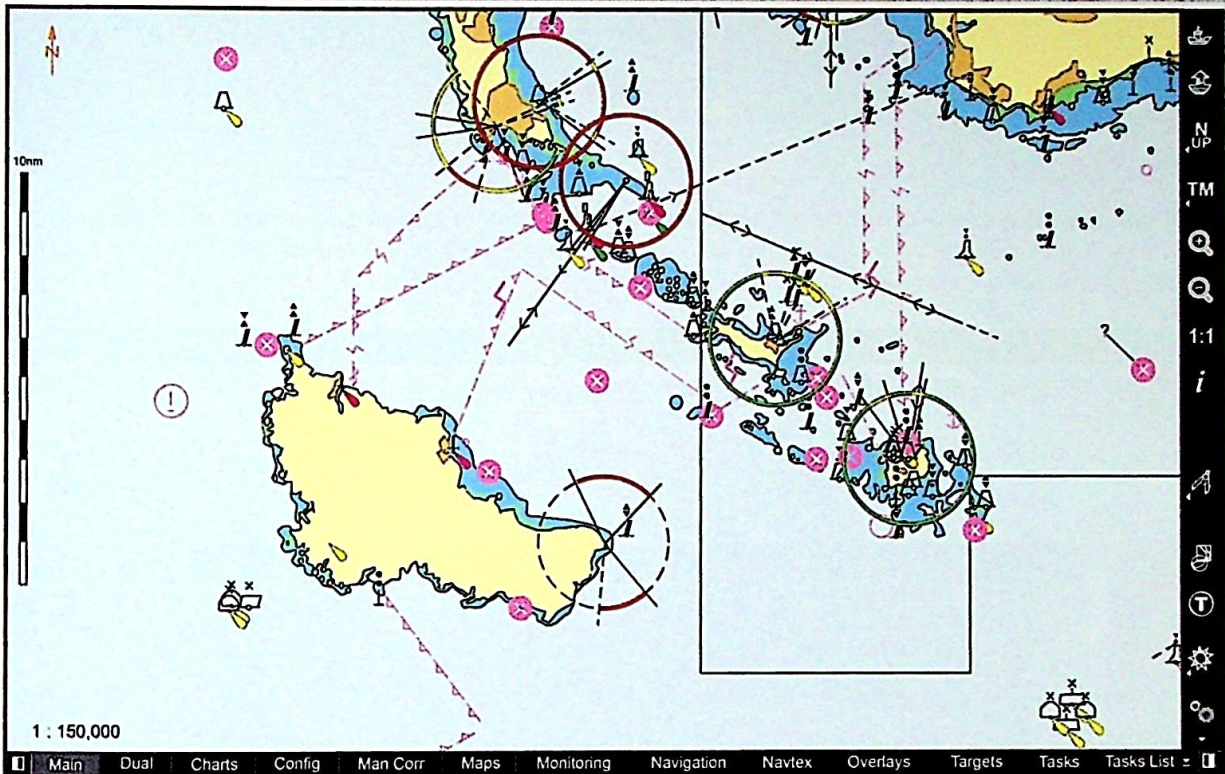 N
10nm
N
UP
TM
1:1
i
?
!
T
1 : 150,000
Main Dual Charts Config Man Corr Maps Monitoring Navigation Navtex Overlays Targets Tasks Tasks List